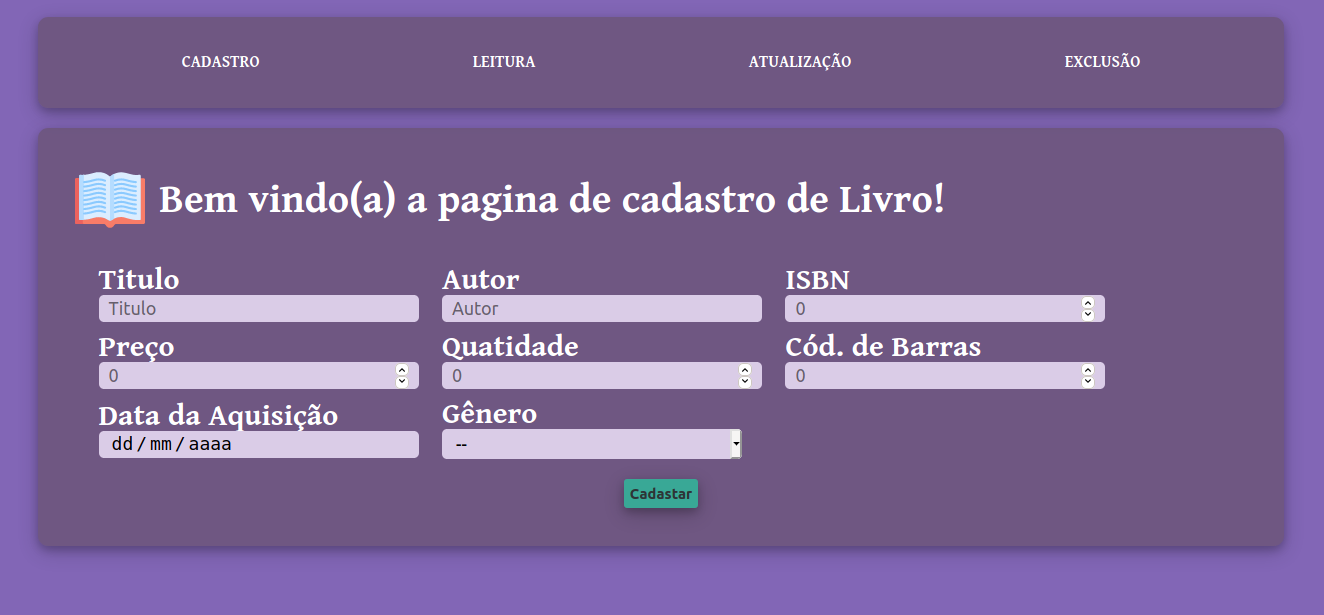 CADASTRO LEITURA ATUALIZAÇÃO EXCLUSÃO
Bem vindo(a) a pagina de cadastro de Livro!
Titulo Autor ISBN
Titulo Autor 0
Preço Quatidade Cód. de Barras
0 0 0
Data da Aquisição Gênero
dd/mm/aaaa --
Cadastar